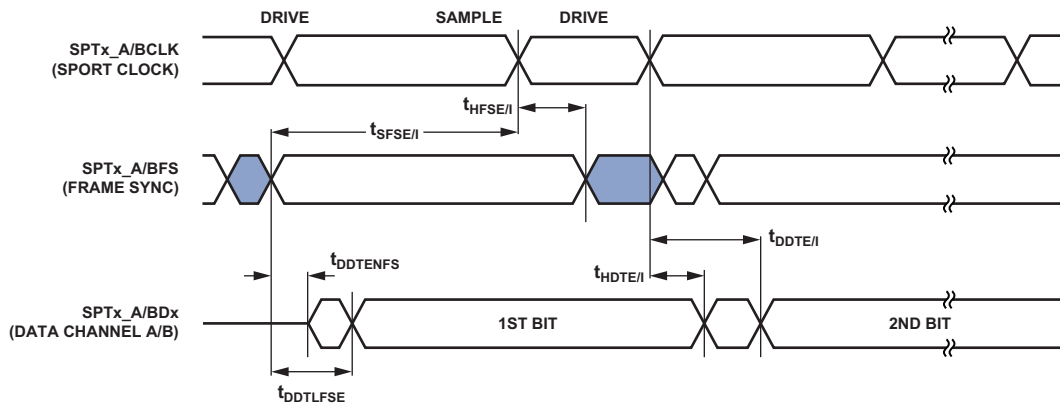 DRIVE SAMPLE DRIVE
SPTx_A/BCLK
(SPORT CLOCK)
tHFSE/I
tSFSE/I
SPTx_A/BFS
(FRAME SYNC)
tDDTE/I
tHDTE/I
tDDTENFS
SPTx_A/BDx
(DATA CHANNEL A/B)
1ST BIT 2ND BIT
tDDTLFSE